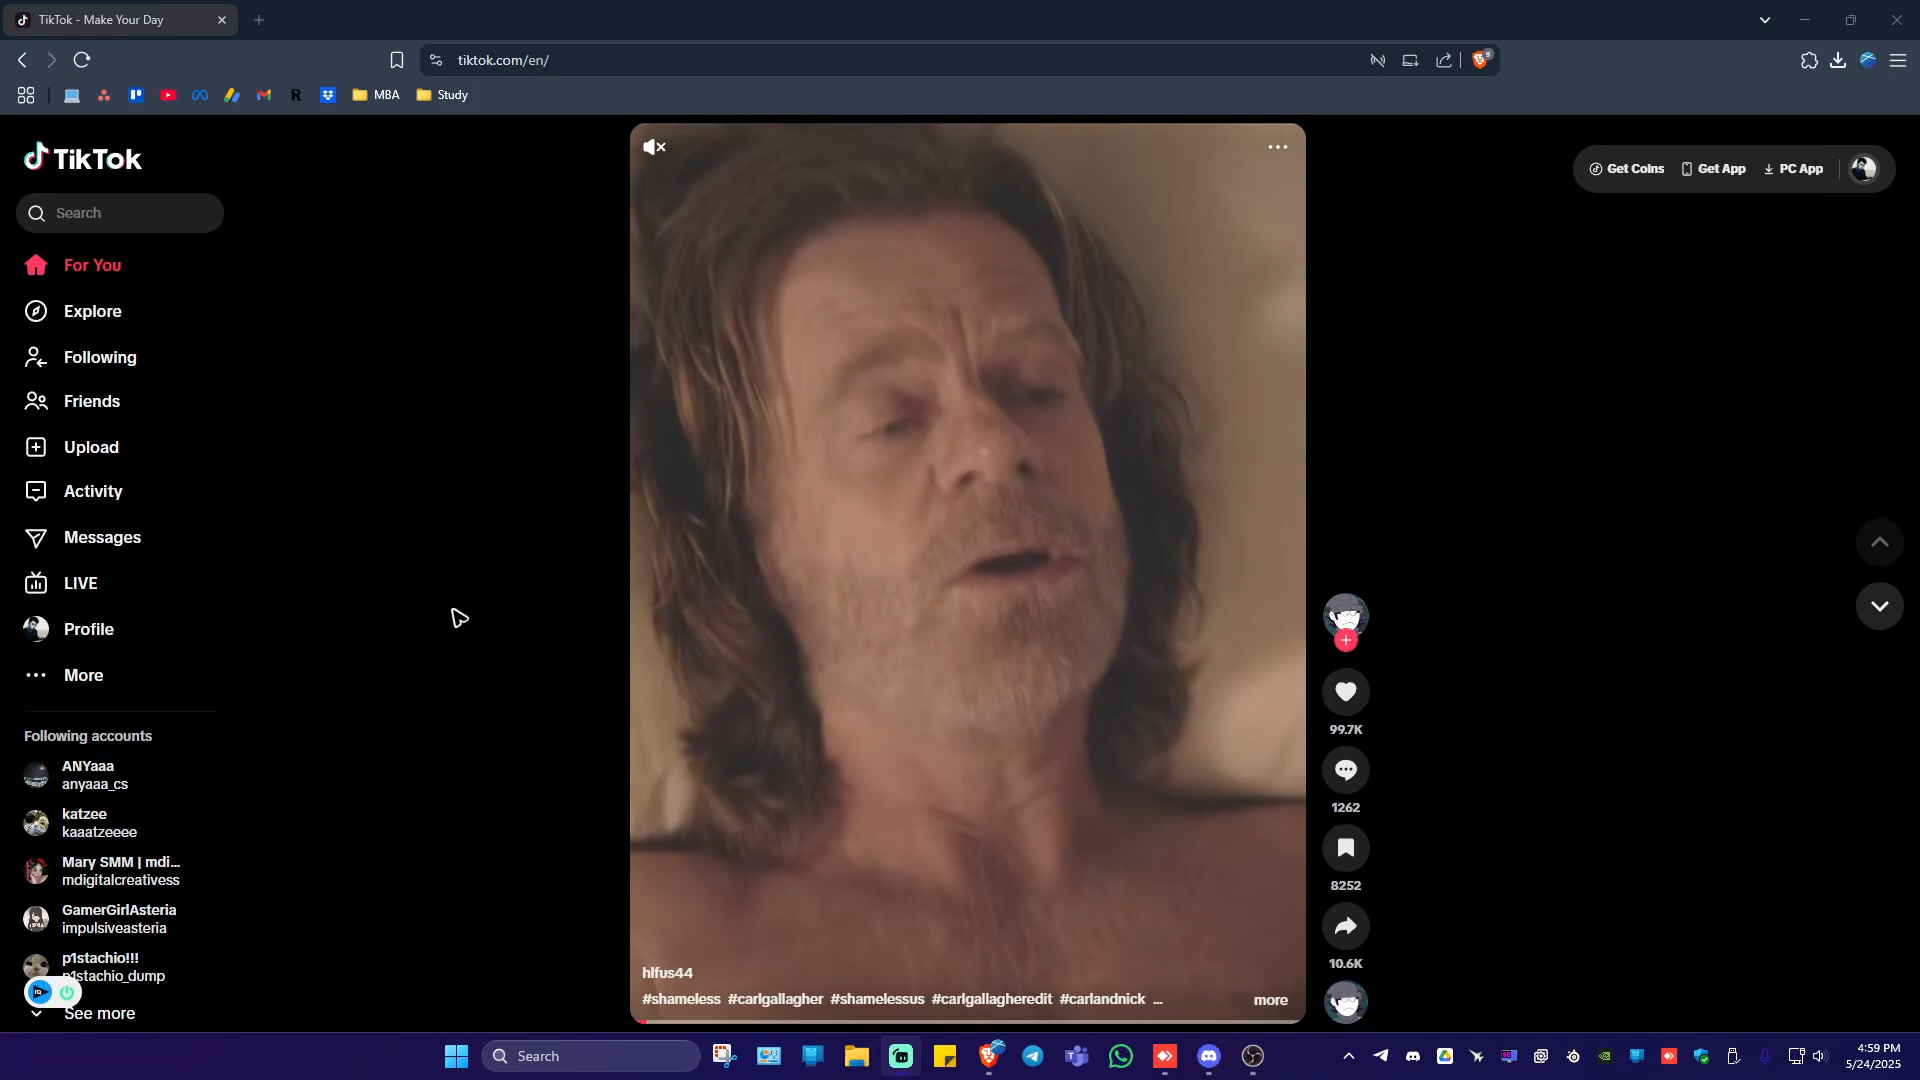 TikTok - Make Your Day
tiktok.com/en/
9
MBA
Study
TikTok
Get Coins
Get App
PC App
Search
For You
Explore
Following
Friends
Upload
Activity
Messages
LIVE
Profile
More
Following accounts
ANYaaa
anyaaa_cs
katzee
kaaatzeeee
Mary SMM | mdi...
mdigitalcreativess
GamerGirlAsteria
impulsiveasteria
p1stachio!!!
p1stachio_dump
See more
99.7K
1262
8252
10.6K
hlfus44
#shameless #carlgallagher #shamelessus #carlgallagheredit #carlandnick ...
more
Search
4:59 PM
5/24/2025